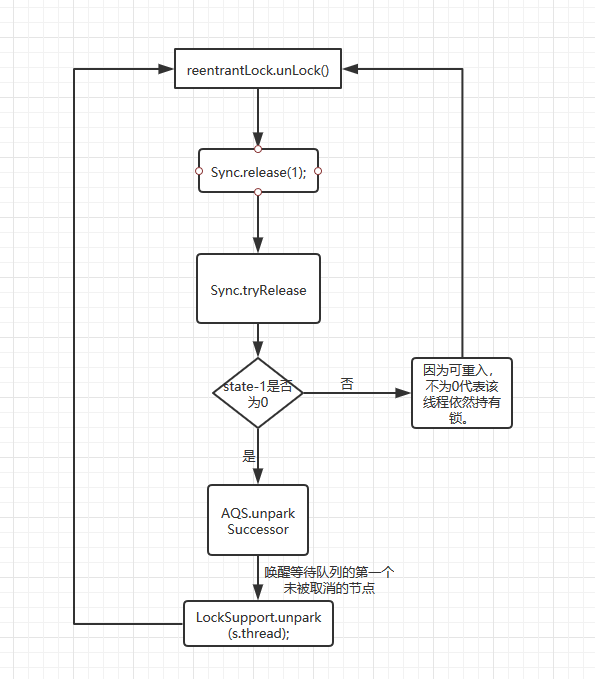 reentrantLock.unLock()
Sync.release(1);
Sync.tryRelease
state-1是否
为0
否
因为可重入，
不为0代表该
线程依然持有
锁。
是
AQS.unpark
Successor
唤醒等待队列的第一个
未被取消的节点
LockSupport.unpark
(s.thread);